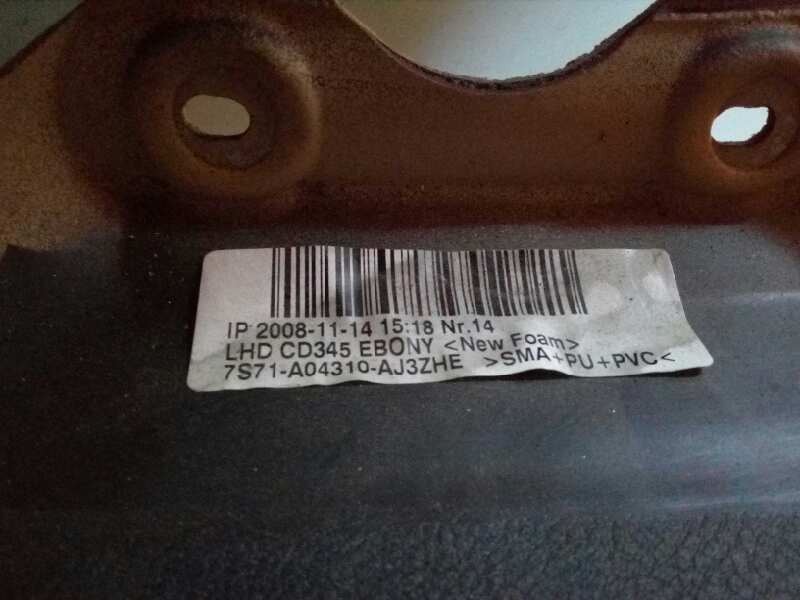 IP 2008-11-14 15:18 Nr.14
LHD CD345 EBONY <New Foam>
7S71-A04310-AJ3ZHE >SMA+PU+PVC<